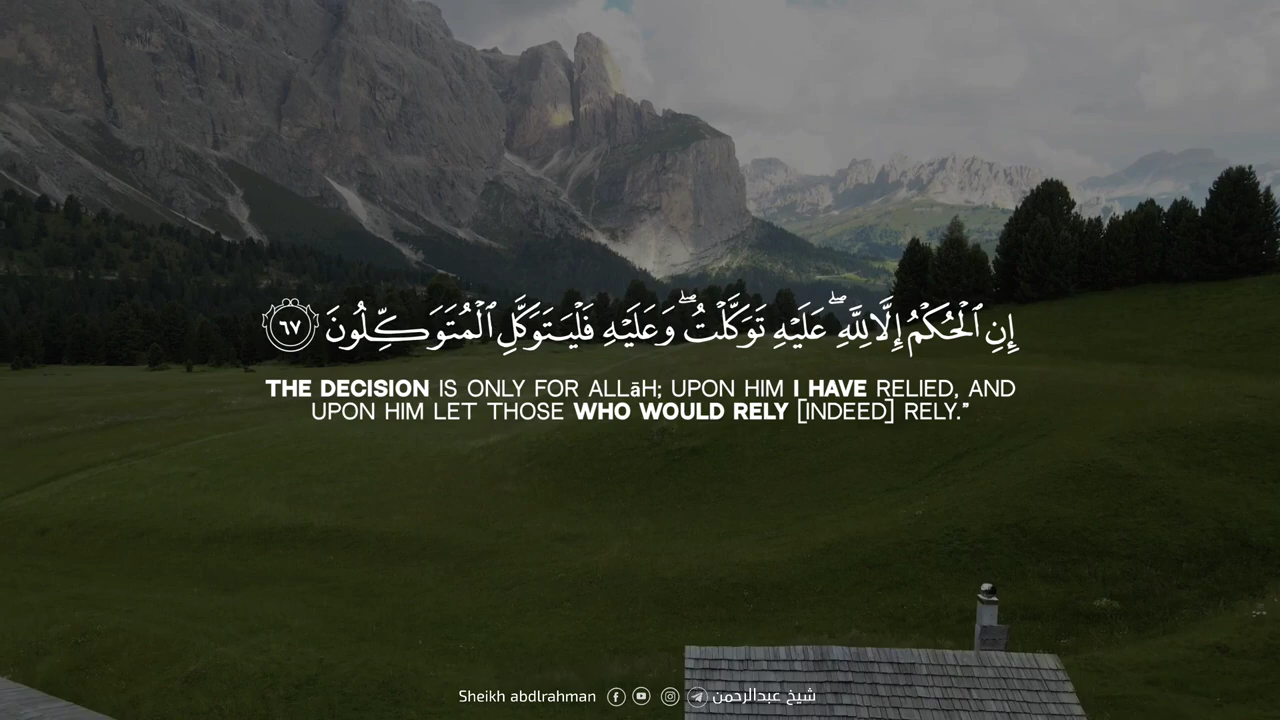 إِنِ ٱلْحُكْمُ إِلَّا لِلَّهِ ۖ عَلَيْهِ تَوَكَّلْتُ ۖ وَعَلَيْهِ فَلْيَتَوَكَّلِ ٱلْمُتَوَكِّلُونَ ٦٧
THE DECISION IS ONLY FOR ALLāH; UPON HIM I HAVE RELIED, AND
UPON HIM LET THOSE WHO WOULD RELY [INDEED] RELY.”
Sheikh abdlrahman شيخ عبدالرحمن